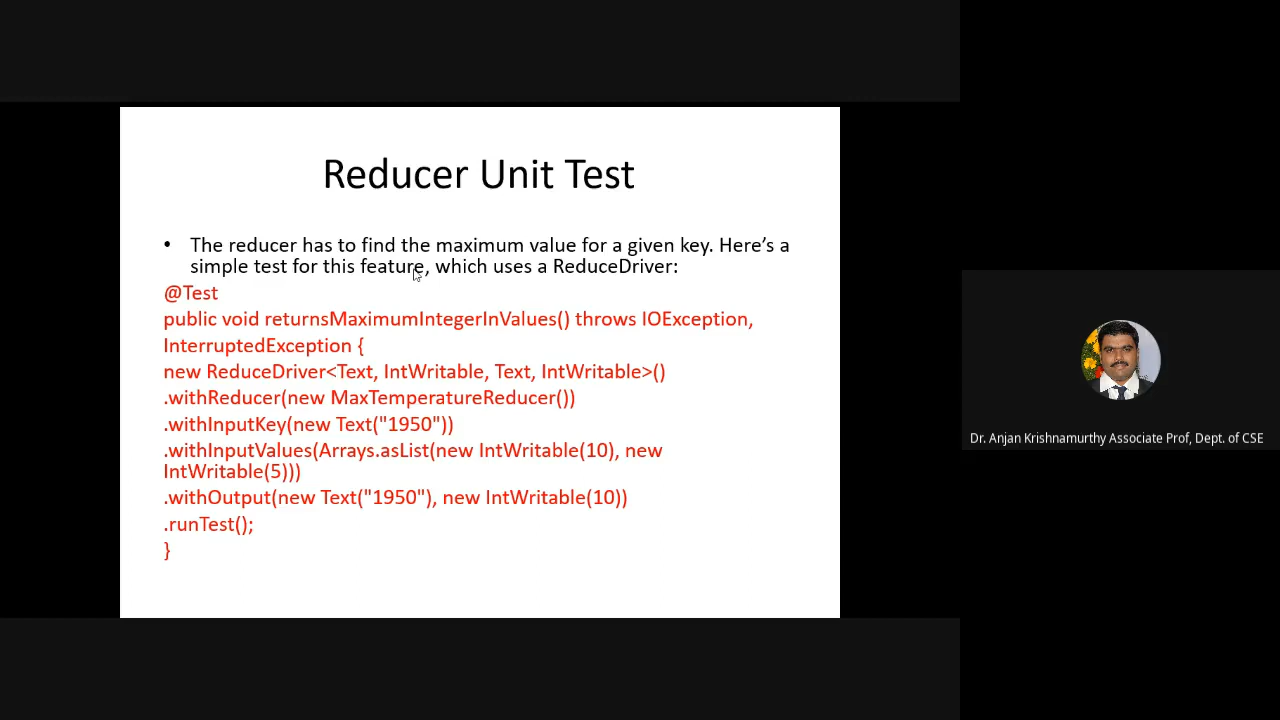 Reducer Unit Test
• The reducer has to find the maximum value for a given key. Here’s a
simple test for this feature, which uses a ReduceDriver:
@Test
public void returnsMaximumIntegerInValues() throws IOException,
InterruptedException {
new ReduceDriver<Text, IntWritable, Text, IntWritable>()
.withReducer(new MaxTemperatureReducer())
.withInputKey(new Text("1950"))
.withInputValues(Arrays.asList(new IntWritable(10), new
IntWritable(5)))
.withOutput(new Text("1950"), new IntWritable(10))
.runTest();
}
Dr. Anjan Krishnamurthy Associate Prof, Dept. of CSE